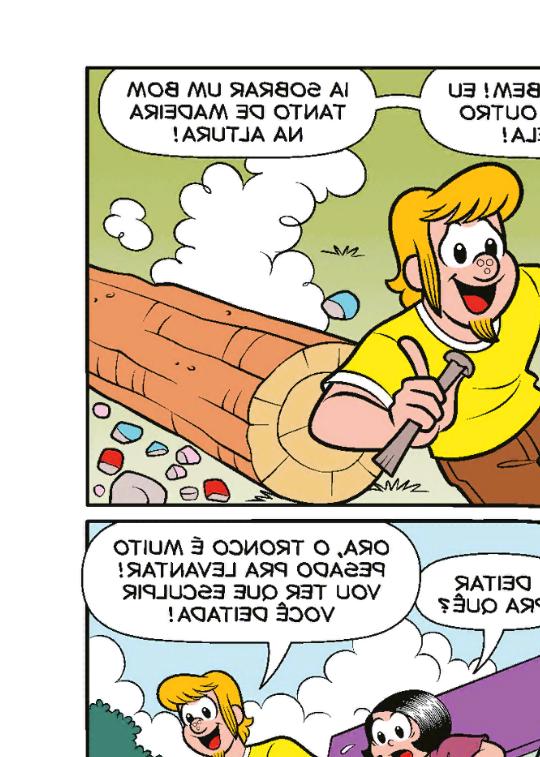 BEM! EU
OUTRO
ELA!
IA SOBRAR UM BOM
TANTO DE MADEIRA
NA ALTURA!
DEITAR
PRA QUÊ?
ORA, O TRONCO É MUITO
PESADO PRA LEVANTAR!
VOU TER QUE ESCULPIR
VOCÊ DEITADA!